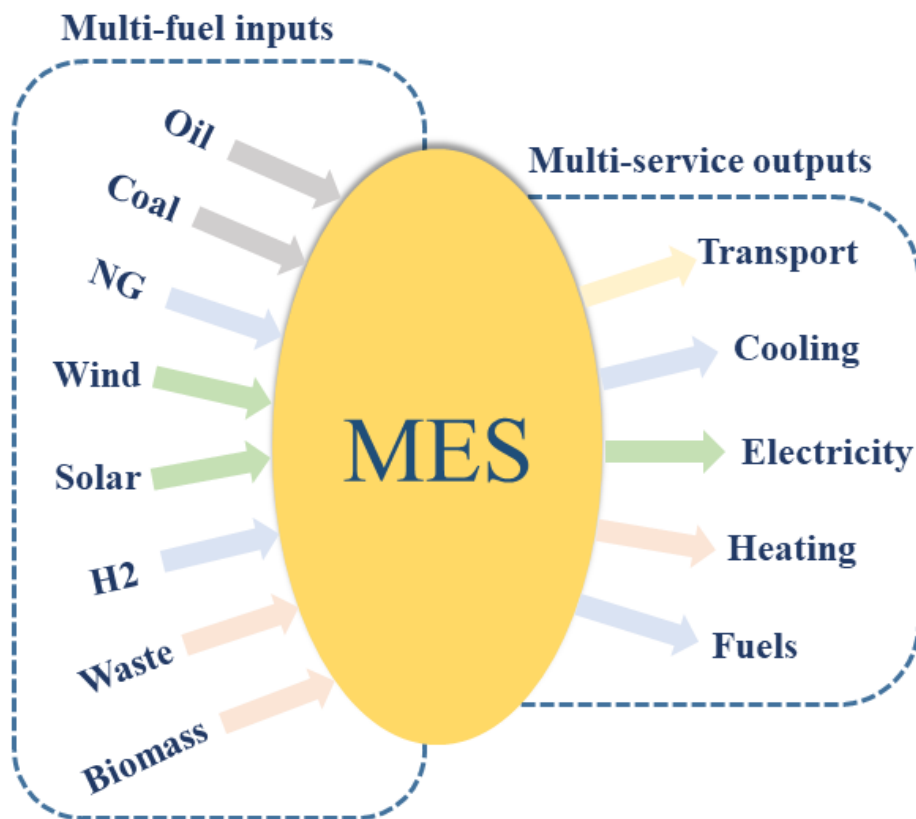 Multi-fuel inputs
Oil
Coal
NG
Wind
Solar
H2
Waste
Biomass
MES
Multi-service outputs
Transport
Cooling
Electricity
Heating
Fuels